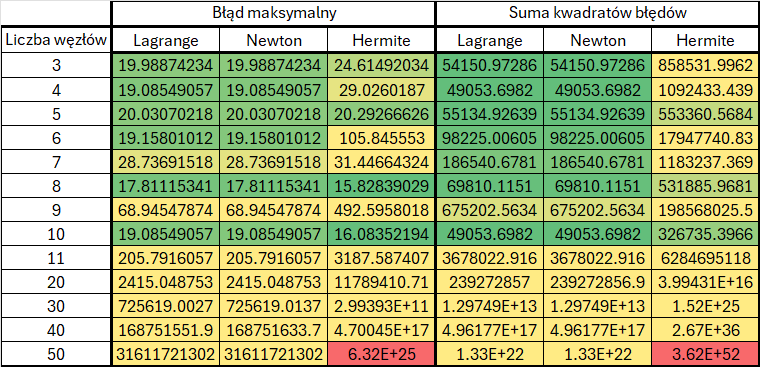 Błąd maksymalny Suma kwadratów błędów
Liczba węzłów Lagrange Newton Hermite Lagrange Newton Hermite
3 19.98874234 19.98874234 24.61492034 54150.97286 54150.97286 858531.9962
4 19.08549057 19.08549057 29.0260187 49053.6982 49053.6982 1092433.439
5 20.03070218 20.03070218 20.29266626 55134.92639 55134.92639 553360.5684
6 19.15801012 19.15801012 105.845553 98225.00605 98225.00605 17947740.83
7 28.73691518 28.73691518 31.44664324 186540.6781 186540.6781 1183237.369
8 17.81115341 17.81115341 15.82839029 69810.1151 69810.1151 531885.9681
9 68.94547874 68.94547874 492.5958018 675202.5634 675202.5634 198568025.5
10 19.08549057 19.08549057 16.08352194 49053.6982 49053.6982 326735.3966
11 205.7916057 205.7916057 3187.587407 3678022.916 3678022.916 6284695118
20 2415.048753 2415.048753 11789410.71 239272857 239272856.9 3.99431E+16
30 725619.0027 725619.0137 2.99393E+11 1.29749E+13 1.29749E+13 1.52E+25
40 168751551.9 168751633.7 4.70045E+17 4.96177E+17 4.96177E+17 2.67E+36
50 31611721302 31611721302 6.32E+25 1.33E+22 1.33E+22 3.62E+52